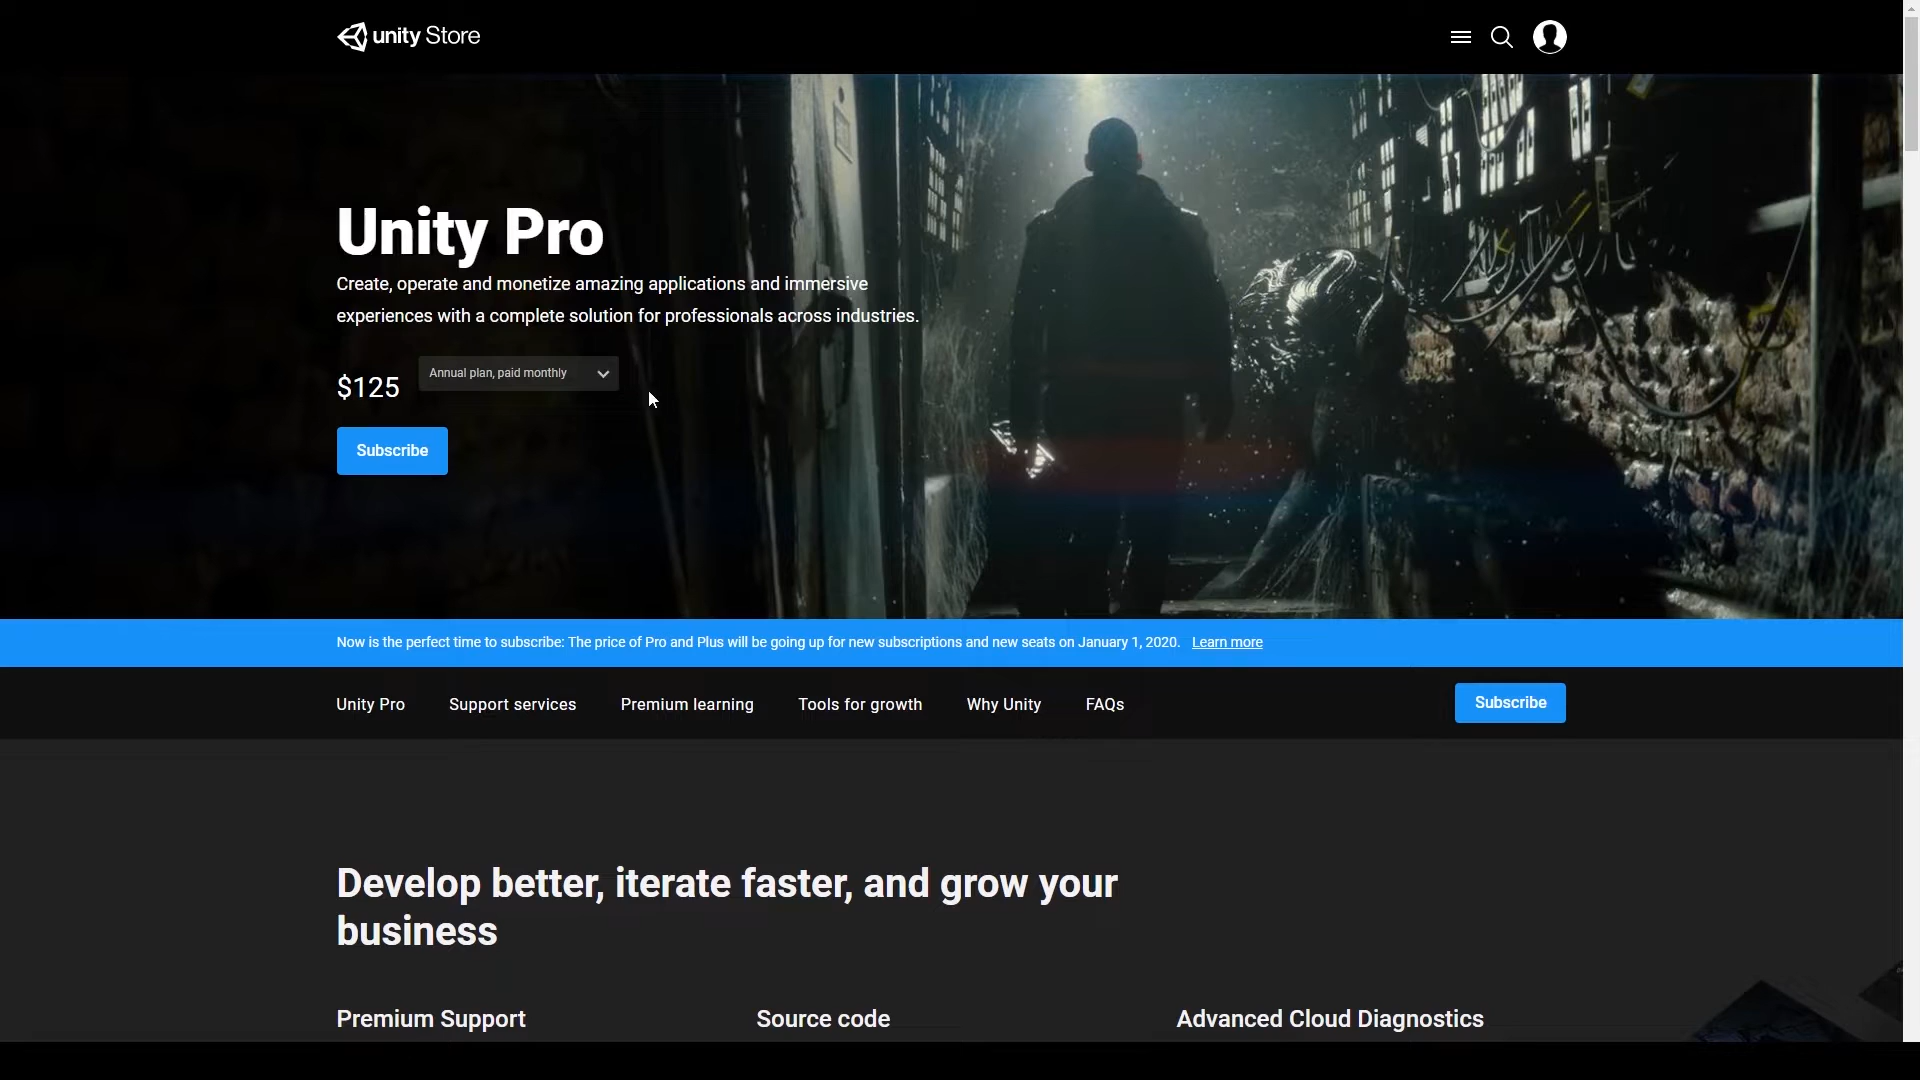 unity Store
Unity Pro
Create, operate and monetize amazing applications and immersive
experiences with a complete solution for professionals across industries.
$125
Annual plan, paid monthly
Subscribe
Now is the perfect time to subscribe: The price of Pro and Plus will be going up for new subscriptions and new seats on January 1, 2020. Learn more
Unity Pro Support services Premium learning Tools for growth Why Unity FAQs Subscribe
Develop better, iterate faster, and grow your
business
Premium Support Source code Advanced Cloud Diagnostics